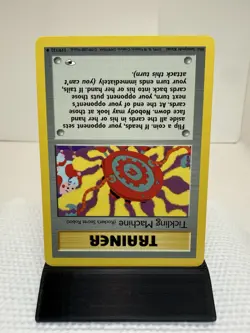 TRAINER
Tickling Machine
(Rocket's Secret Robot)
Flip a coin. If heads, your opponent
lays all the cards in his or her hand face
down. Nobody may look at those
cards. At the end of your opponent's
next turn, your opponent puts those
cards back into his or her hand. If tails,
your turn ends immediately (you can't
attack this turn).